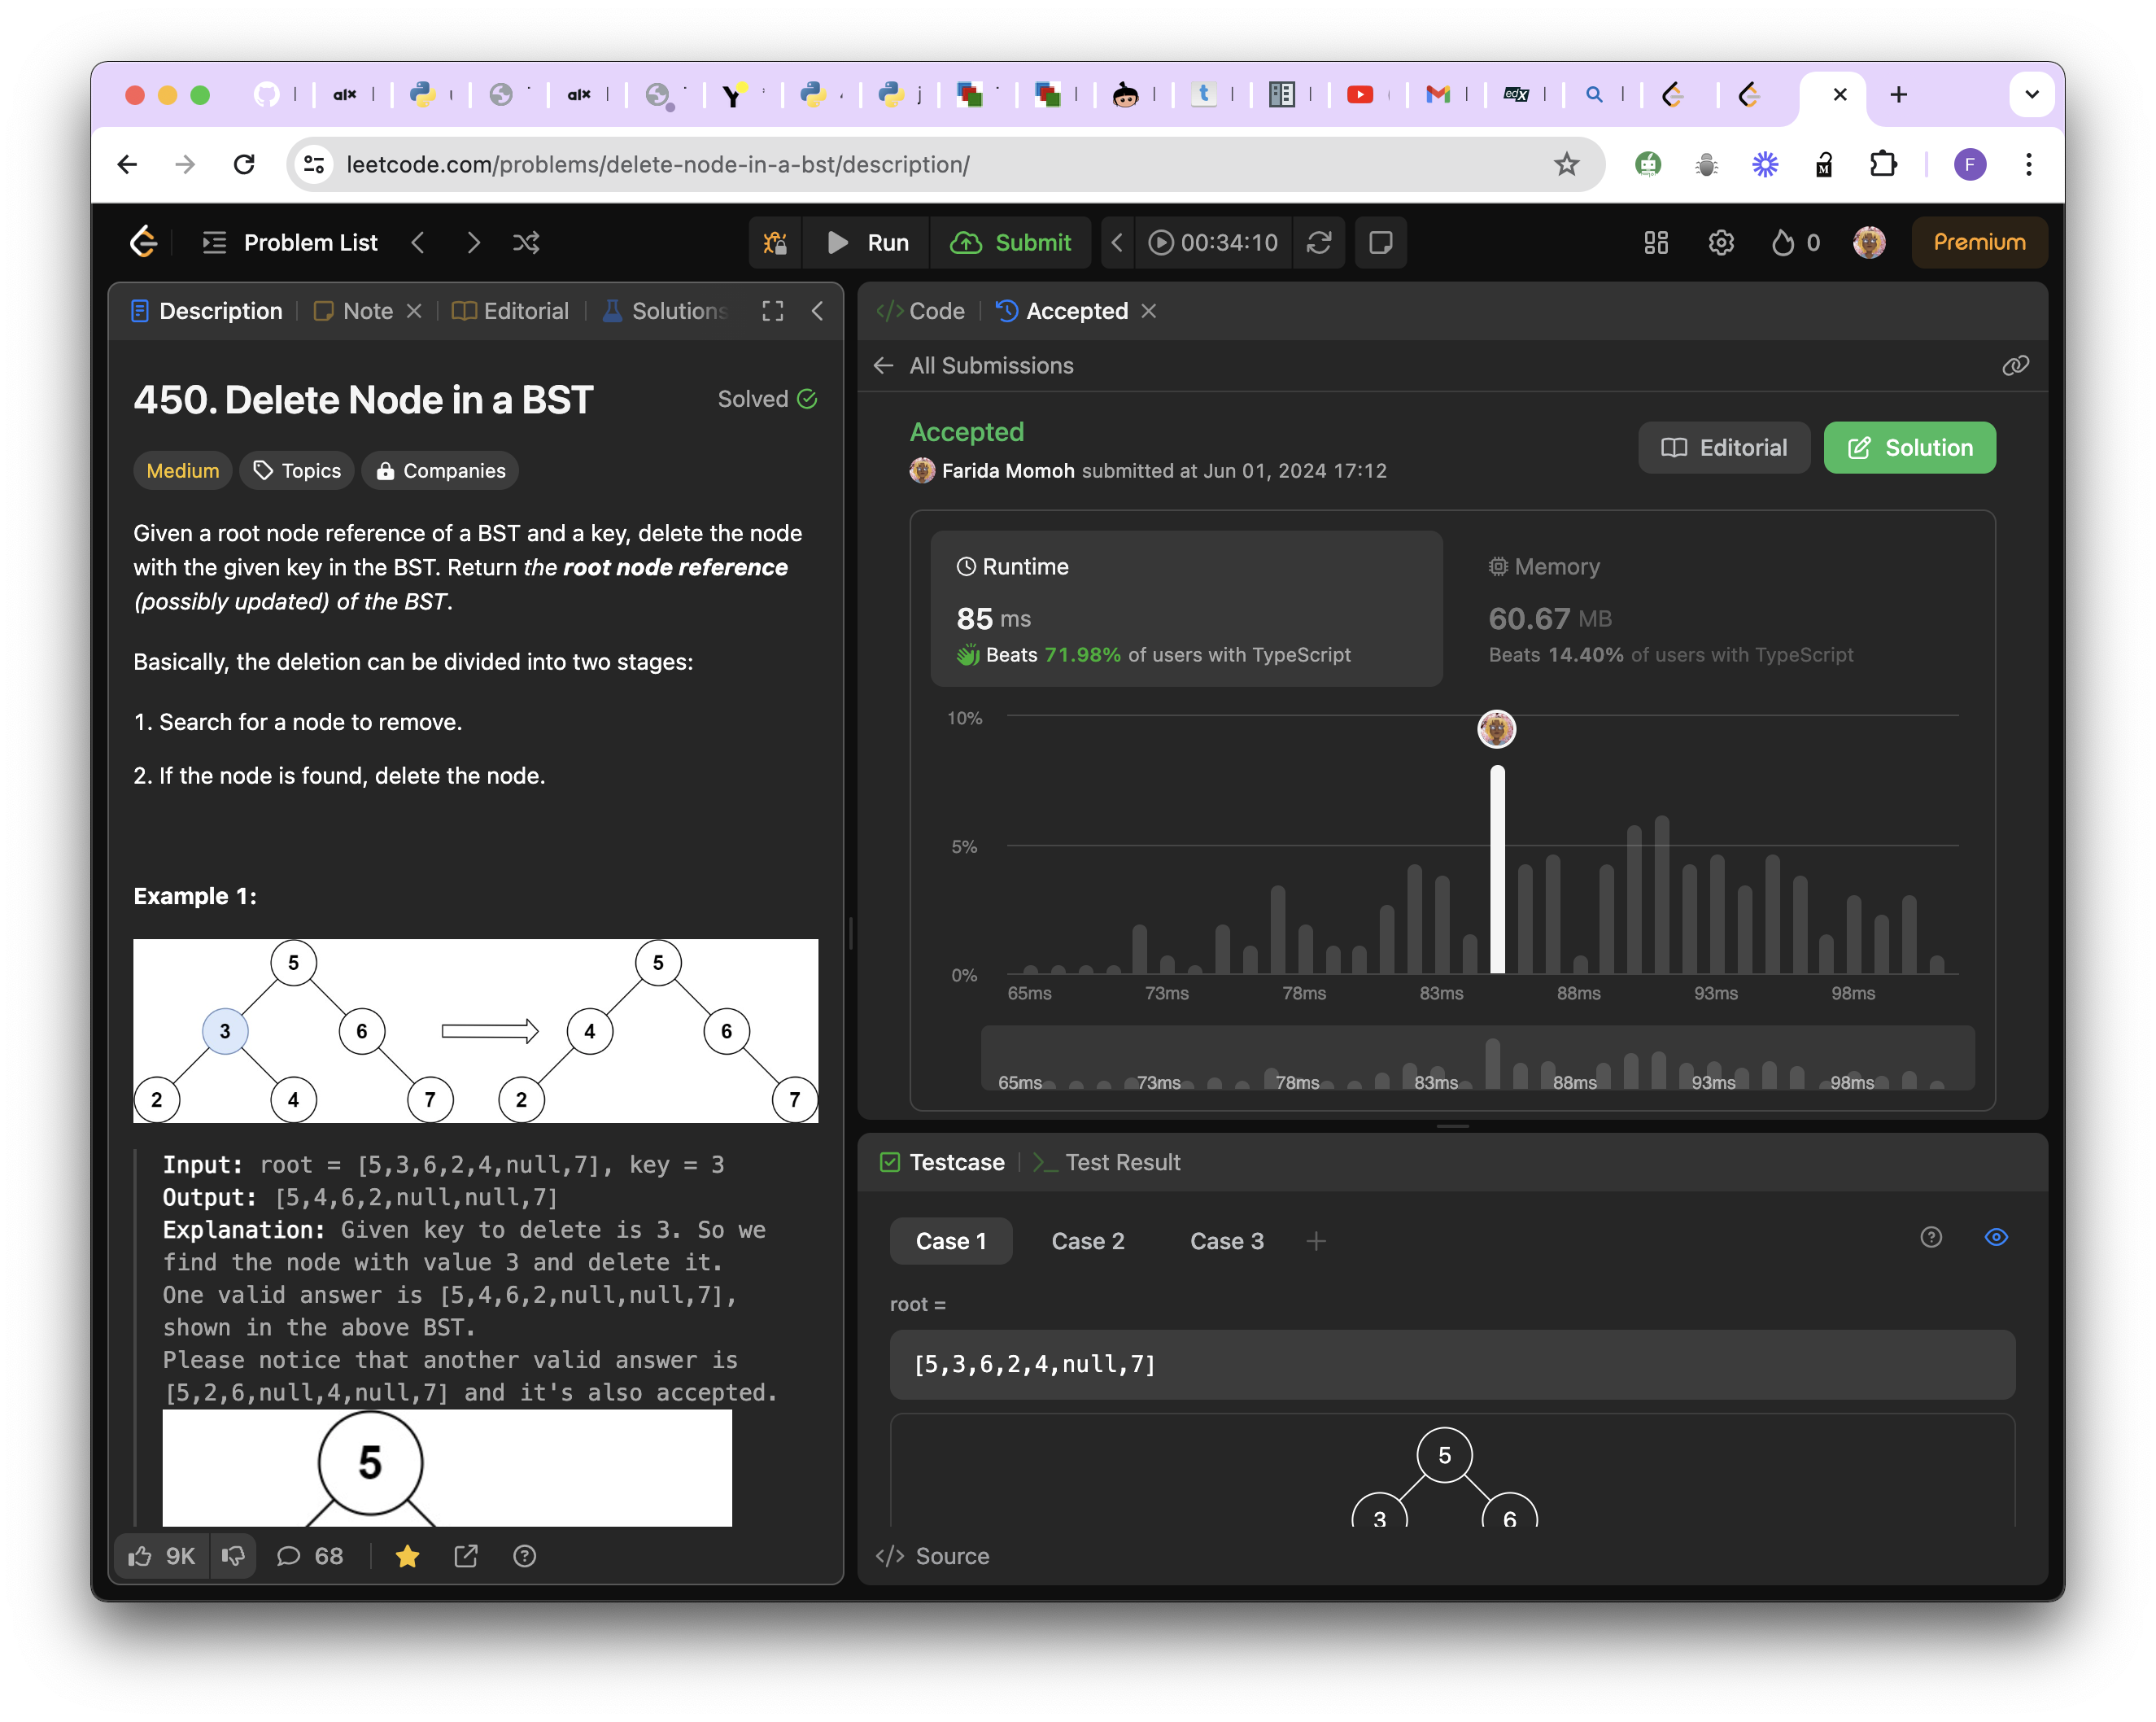 alx
alx
Y
j
t
edX
leetcode.com/problems/delete-node-in-a-bst/description/
M
F
Problem List
Run
Submit
00:34:10
0
Premium
Description
Note
Editorial
Solutions
</> Code
Accepted
All Submissions
450. Delete Node in a BST
Solved
Medium
Topics
Companies
Given a root node reference of a BST and a key, delete the node
with the given key in the BST. Return the root node reference
(possibly updated) of the BST.
Basically, the deletion can be divided into two stages:
1. Search for a node to remove.
2. If the node is found, delete the node.
Example 1:
5
5
3
6
4
6
2
4
7
2
7
Input: root = [5,3,6,2,4,null,7], key = 3
Output: [5,4,6,2,null,null,7]
Explanation: Given key to delete is 3. So we
find the node with value 3 and delete it.
One valid answer is [5,4,6,2,null,null,7],
shown in the above BST.
Please notice that another valid answer is
[5,2,6,null,4,null,7] and it's also accepted.
5
9K
68
Accepted
Farida Momoh submitted at Jun 01, 2024 17:12
Editorial
Solution
Runtime
85 ms
Beats 71.98% of users with TypeScript
Memory
60.67 MB
Beats 14.40% of users with TypeScript
10%
5%
0%
65ms 73ms 78ms 83ms 88ms 93ms 98ms
65ms 73ms 78ms 83ms 88ms 93ms 98ms
Testcase
Test Result
Case 1
Case 2
Case 3
root =
[5,3,6,2,4,null,7]
5
3
6
</> Source